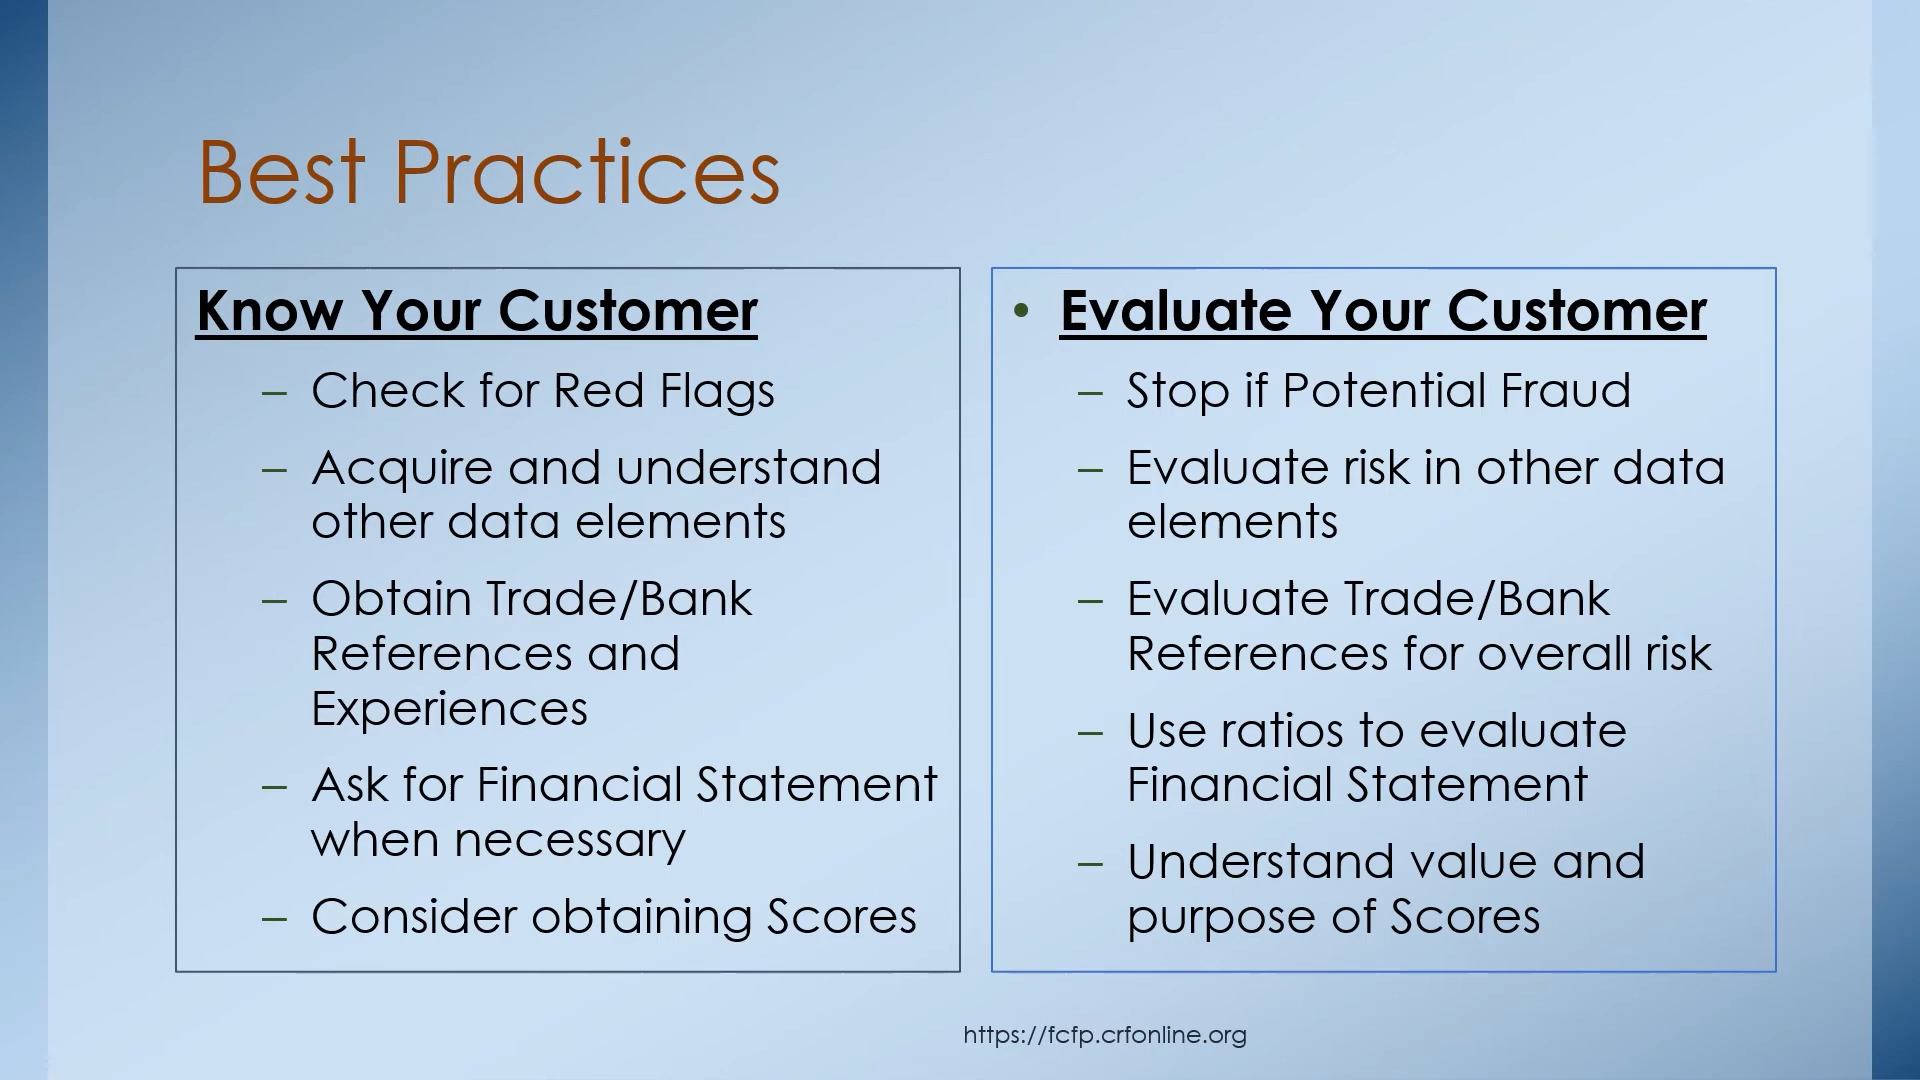 Best Practices
Know Your Customer
– Check for Red Flags
– Acquire and understand
other data elements
– Obtain Trade/Bank
References and
Experiences
– Ask for Financial Statement
when necessary
– Consider obtaining Scores
• Evaluate Your Customer
– Stop if Potential Fraud
– Evaluate risk in other data
elements
– Evaluate Trade/Bank
References for overall risk
– Use ratios to evaluate
Financial Statement
– Understand value and
purpose of Scores
https://fcfp.crfonline.org